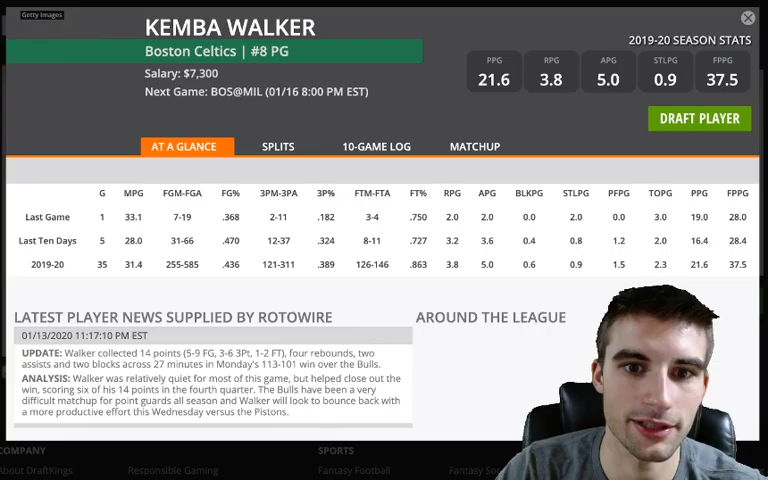 Getty Images
KEMBA WALKER
Boston Celtics | #8 PG
Salary: $7,300
Next Game: BOS@MIL (01/16 8:00 PM EST)
2019-20 SEASON STATS
PPG RPG APG STLPG FPPG
21.6 3.8 5.0 0.9 37.5
DRAFT PLAYER
AT A GLANCE SPLITS 10-GAME LOG MATCHUP
G MPG FGM-FGA FG% 3PM-3PA 3P% FTM-FTA FT% RPG APG BLKPG STLPG PFPG TOPG PPG FPPG
Last Game 1 33.1 7-19 .368 2-11 .182 3-4 .750 2.0 2.0 0.0 2.0 0.0 3.0 19.0 28.0
Last Ten Days 5 28.0 31-66 .470 12-37 .324 8-11 .727 3.2 3.6 0.4 0.8 1.2 2.0 16.4 28.4
2019-20 35 31.4 255-585 .436 121-311 .389 126-146 .863 3.8 5.0 0.6 0.9 1.5 2.3 21.6 37.5
LATEST PLAYER NEWS SUPPLIED BY ROTOWIRE
01/13/2020 11:17:10 PM EST
UPDATE: Walker collected 14 points (5-9 FG, 3-6 3Pt, 1-2 FT), four rebounds, two
assists and two blocks across 27 minutes in Monday's 113-101 win over the Bulls.
ANALYSIS: Walker was relatively quiet for most of this game, but helped close out the
win, scoring six of his 14 points in the fourth quarter. The Bulls have been a very
difficult matchup for point guards all season and Walker will look to bounce back with
a more productive effort this Wednesday versus the Pistons.
AROUND THE LEAGUE
COMPANY SPORTS
About DraftKings Responsible Gaming Fantasy Football Fantasy Soc